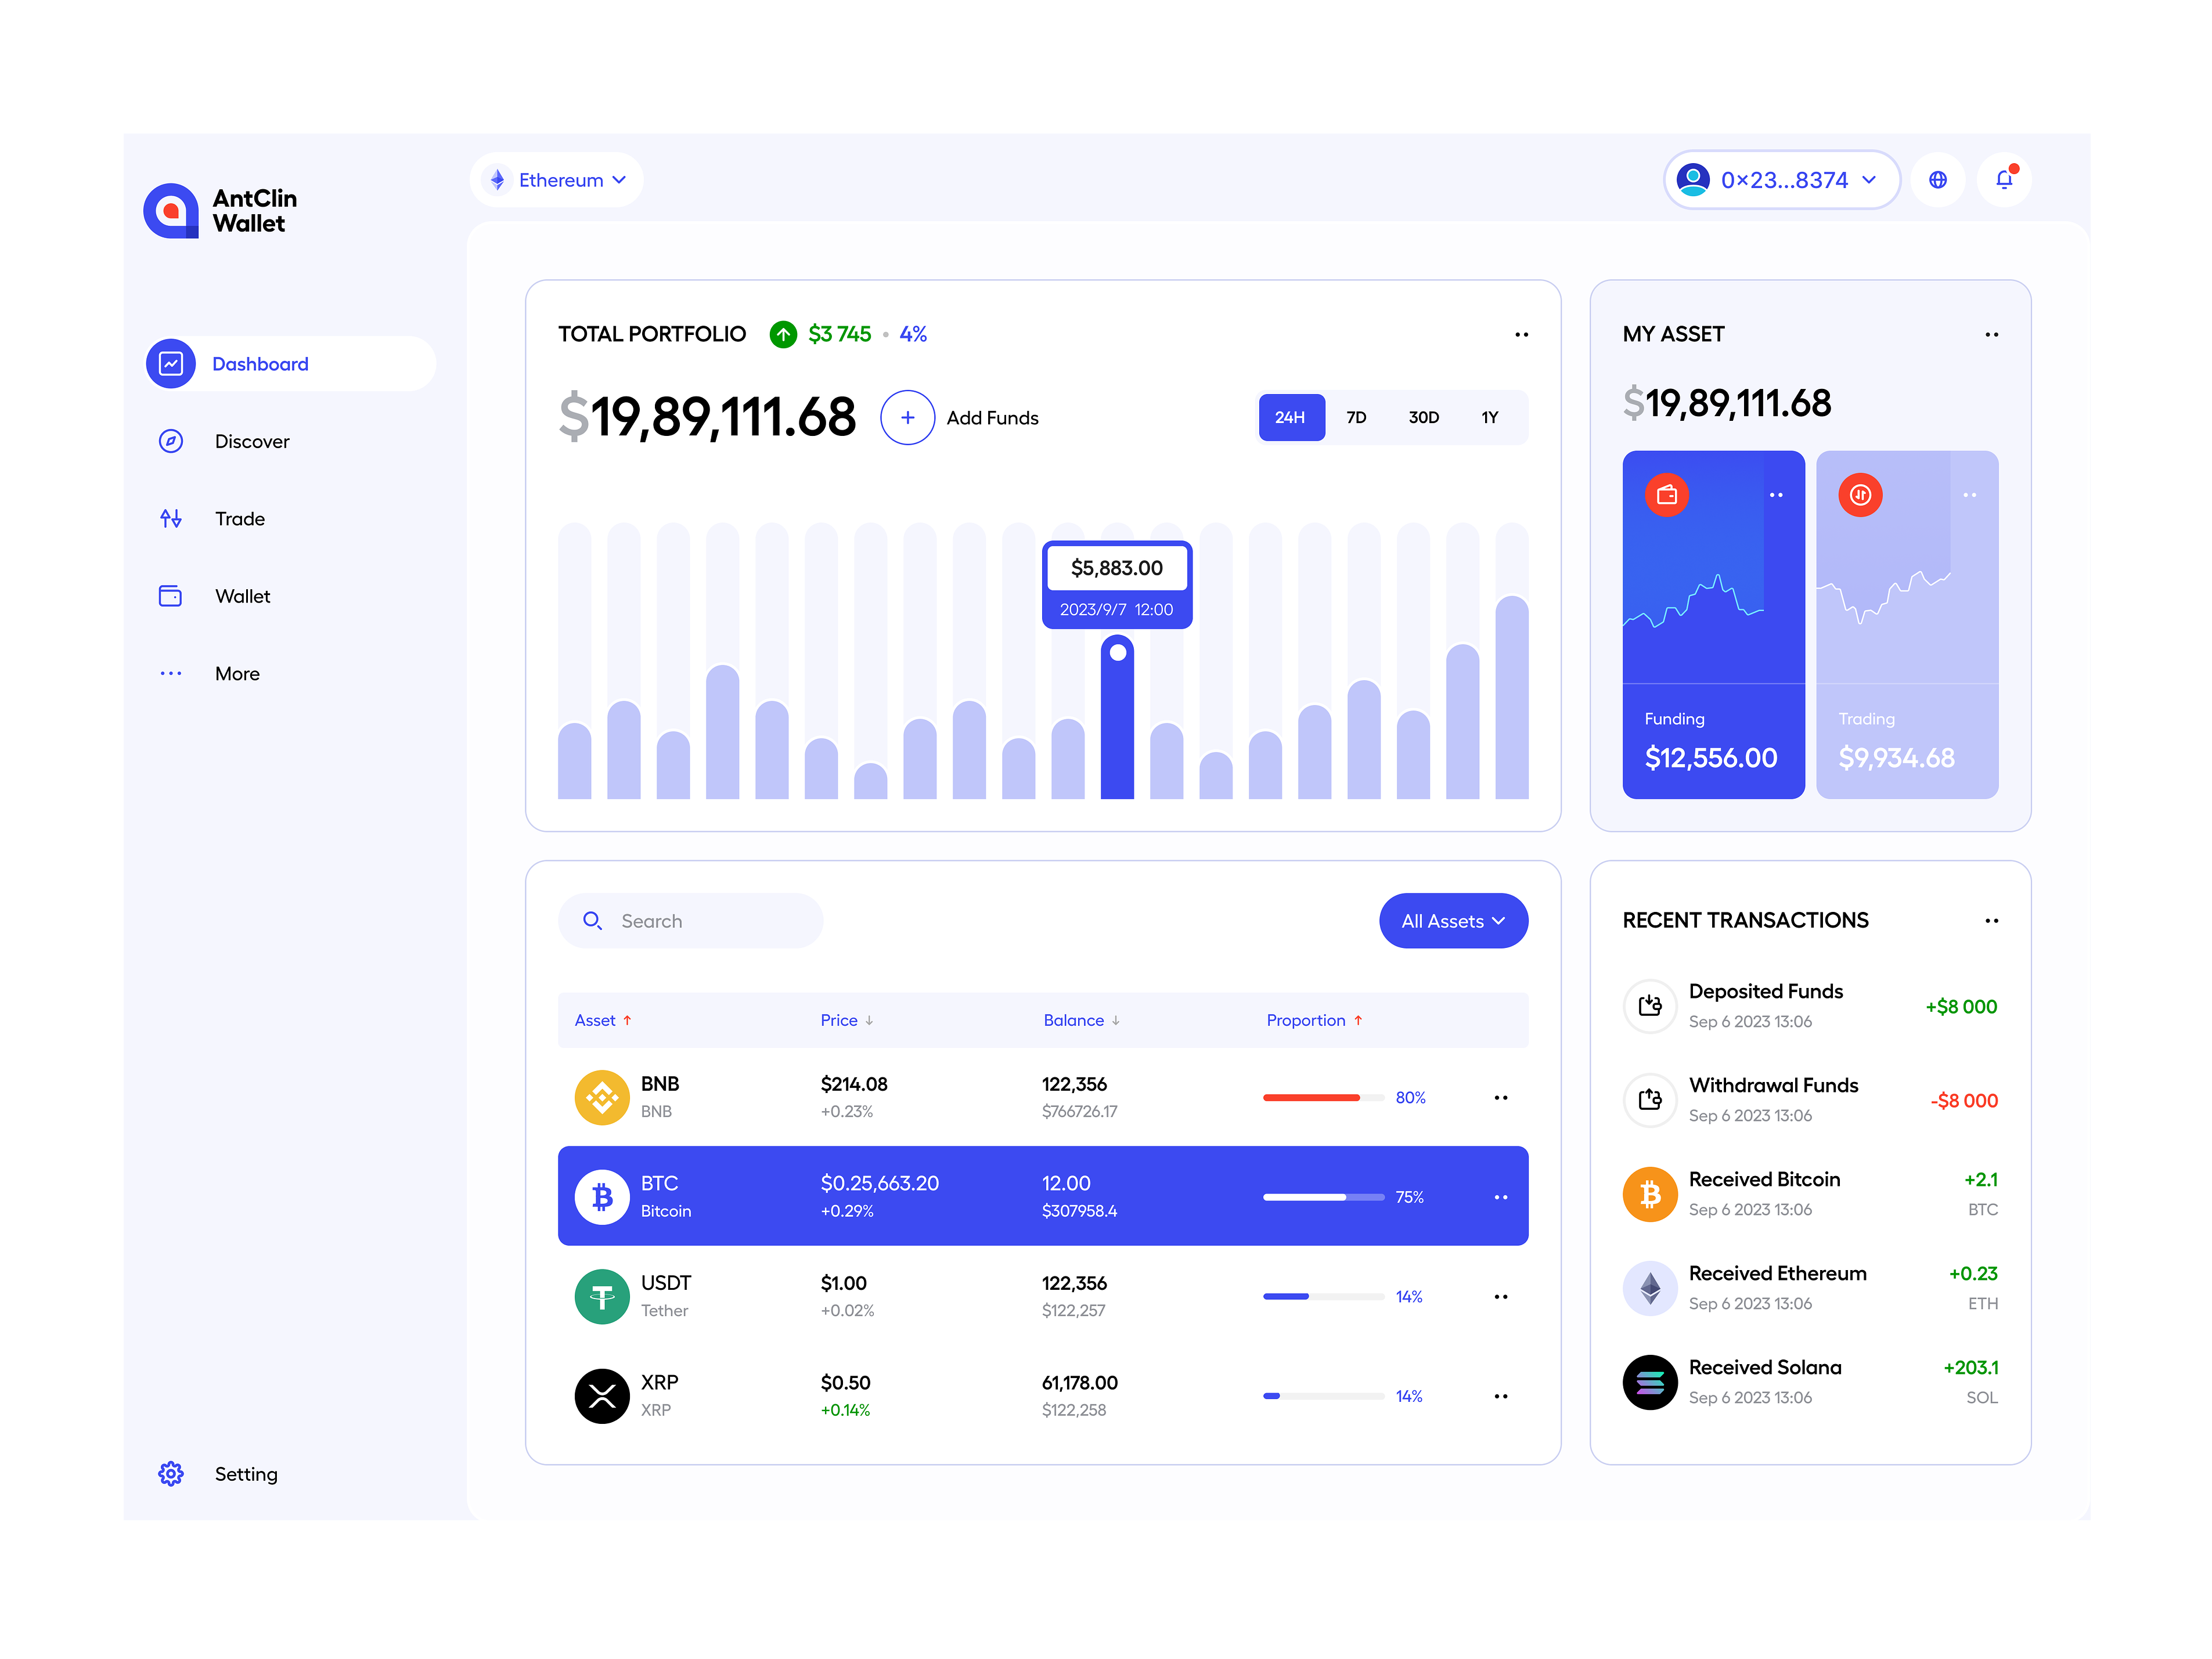 AntClin
Wallet
Ethereum
0×23...8374
Dashboard
Discover
Trade
Wallet
More
Setting
TOTAL PORTFOLIO $3 745 • 4%
$19,89,111.68
+ Add Funds
24H 7D 30D 1Y
$5,883.00
2023/9/7 12:00
MY ASSET
$19,89,111.68
Funding
$12,556.00
Trading
$9,934.68
Search
All Assets
Asset ↑ Price ↓ Balance ↓ Proportion ↑
BNB $214.08 122,356 80%
BNB +0.23% $766726.17
BTC $0.25,663.20 12.00 75%
Bitcoin +0.29% $307958.4
USDT $1.00 122,356 14%
Tether +0.02% $122,257
XRP $0.50 61,178.00 14%
XRP +0.14% $122,258
RECENT TRANSACTIONS
Deposited Funds
Sep 6 2023 13:06
+$8 000
Withdrawal Funds
Sep 6 2023 13:06
-$8 000
Received Bitcoin +2.1
Sep 6 2023 13:06 BTC
Received Ethereum +0.23
Sep 6 2023 13:06 ETH
Received Solana +203.1
Sep 6 2023 13:06 SOL